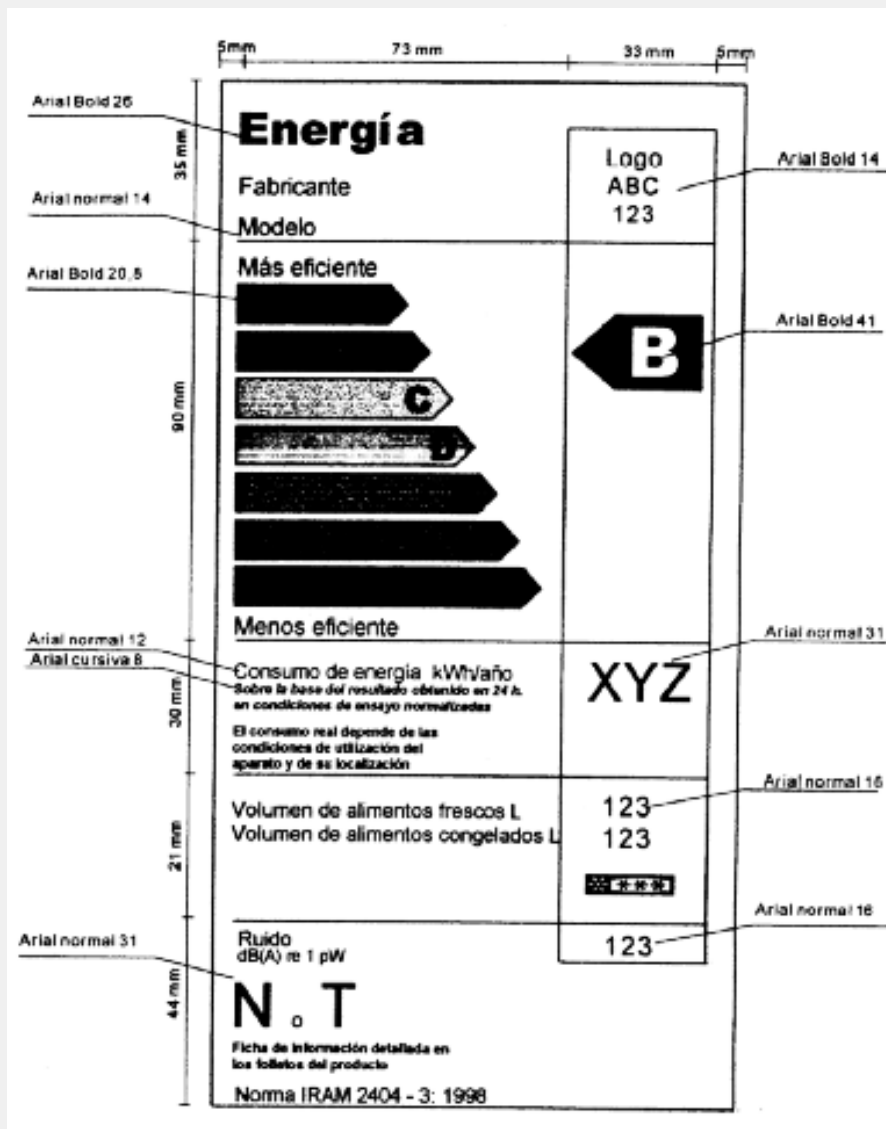 5mm 73 mm 33 mm 5mm
Arial Bold 26
35 mm
Energía
Logo
ABC
123
Arial Bold 14
Fabricante
Arial normal 14
Modelo
Más eficiente
Arial Bold 20,5
Arial Bold 41
B
90 mm
C
D
Menos eficiente
Arial normal 12
Arial normal 31
Consumo de energía kWh/año
XYZ
Arial cursiva 8
Sobre la base del resultado obtenido en 24 h.
en condiciones de ensayo normalizadas
30 mm
El consumo real depende de las
condiciones de utilización del
aparato y de su localización
Arial normal 16
Volumen de alimentos frescos L 123
Volumen de alimentos congelados L 123
21 mm
* ***
Arial normal 16
Ruido
dB(A) re 1 pW
123
Arial normal 31
44 mm
N o T
Ficha de información detallada en
los folletos del producto
Norma IRAM 2404 - 3: 1998